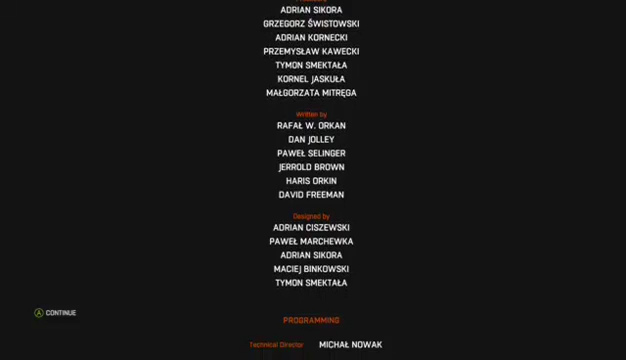 ADRIAN SIKORA
GRZEGORZ ŚWISTOWSKI
ADRIAN KORNECKI
PRZEMYSŁAW KAWECKI
TYMON SMEKTAŁA
KORNEL JASKUŁA
MAŁGORZATA MITRĘGA
Written by
RAFAŁ W. ORKAN
DAN JOLLEY
PAWEŁ SELINGER
JERROLD BROWN
HARIS ORKIN
DAVID FREEMAN
Designed by
ADRIAN CISZEWSKI
PAWEŁ MARCHEWKA
ADRIAN SIKORA
MACIEJ BINKOWSKI
TYMON SMEKTAŁA
A CONTINUE
PROGRAMMING
Technical Director MICHAŁ NOWAK